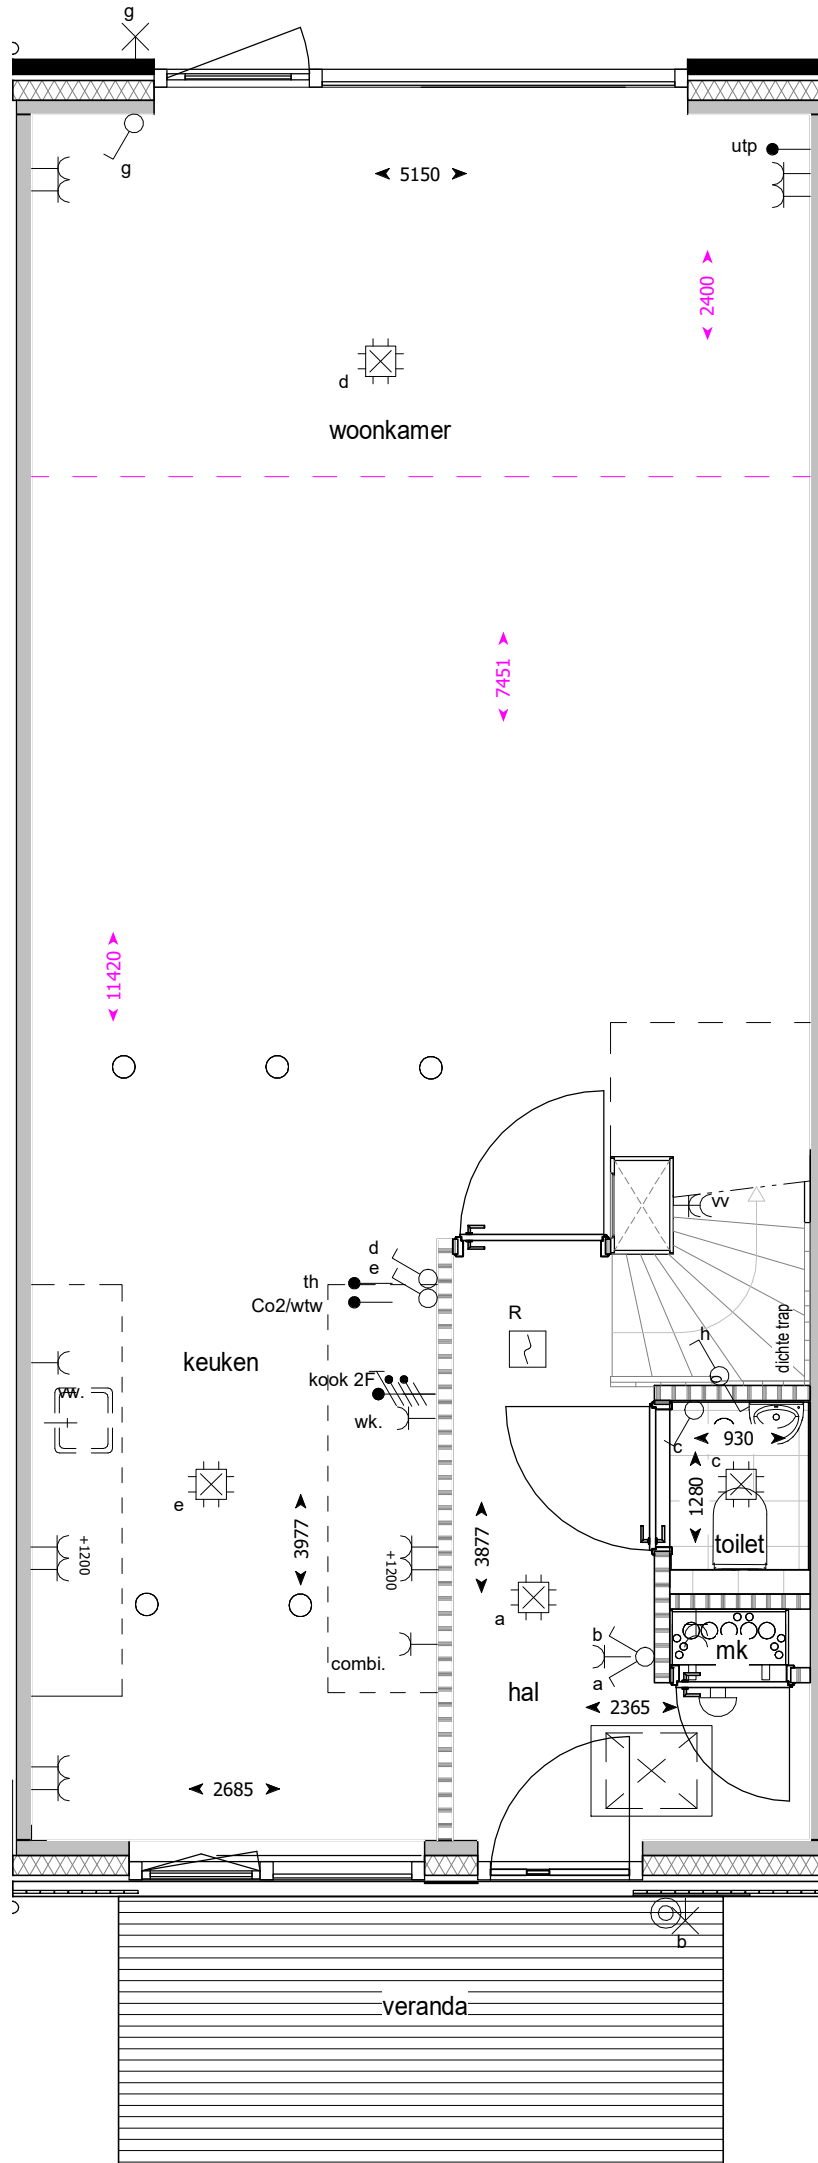 g
g
utp
5150
2400
d
woonkamer
7451
11420
vv
d
e
th
Co2/wtw
R
h
dichte trap
keuken
kook 2F
vw.
wk.
c
930
c
e
1280
+1200
3977
+1200
3877
toilet
a
b
mk
combi.
a
hal
2365
2685
b
veranda